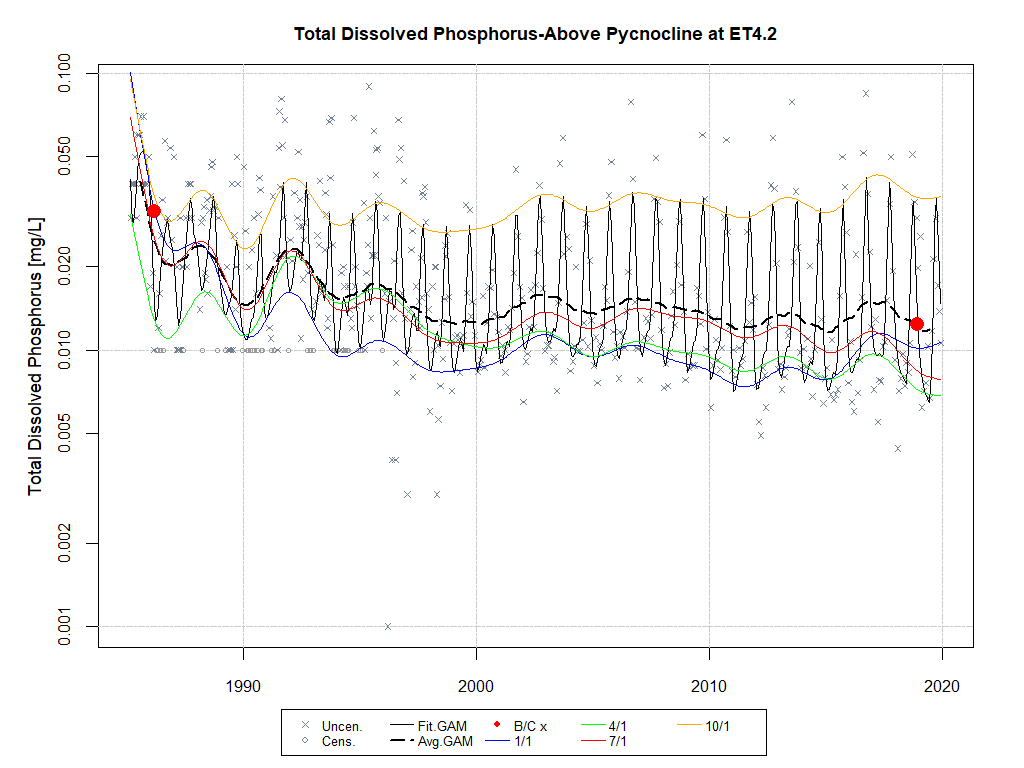 Total Dissolved Phosphorus-Above Pycnocline at ET4.2
Total Dissolved Phosphorus [mg/L]
0.100
0.050
0.020
0.010
0.005
0.002
0.001
1990 2000 2010 2020
Uncen. Fit.GAM B/C x 4/1 10/1
Cens. Avg.GAM 1/1 7/1